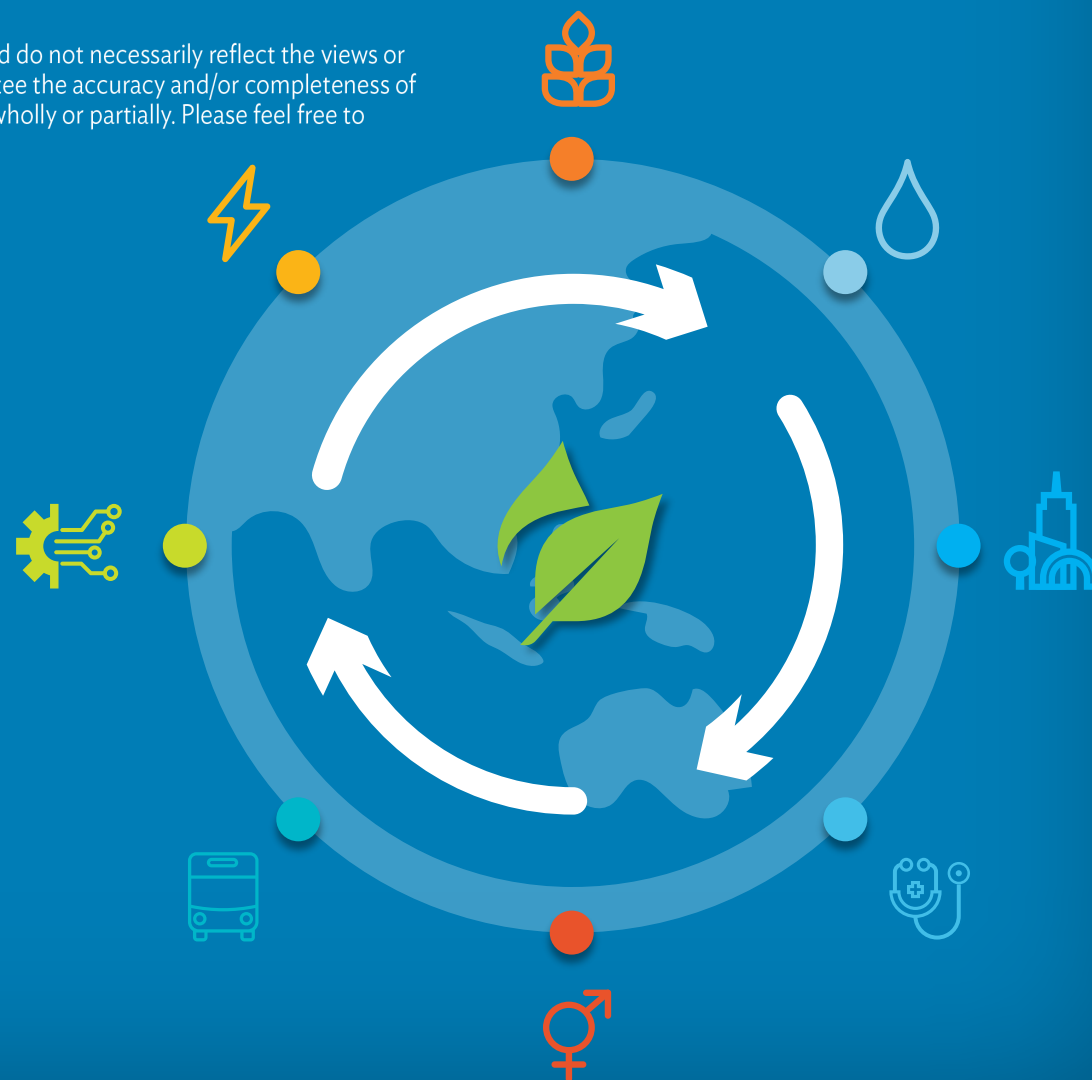 d do not necessarily reflect the views or
ee the accuracy and/or completeness of
wholly or partially. Please feel free to